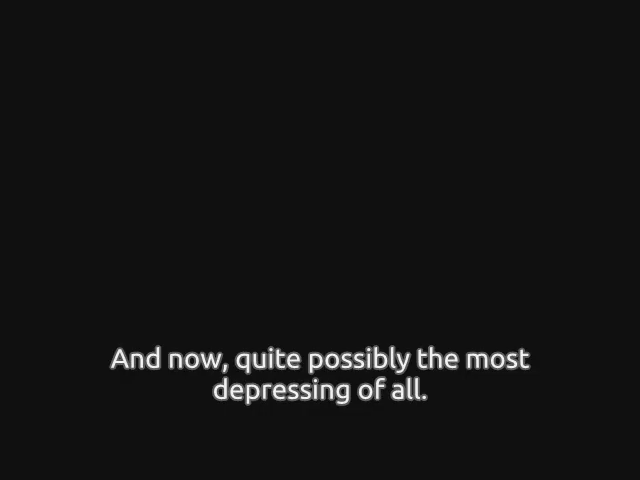 And now, quite possibly the most
depressing of all.